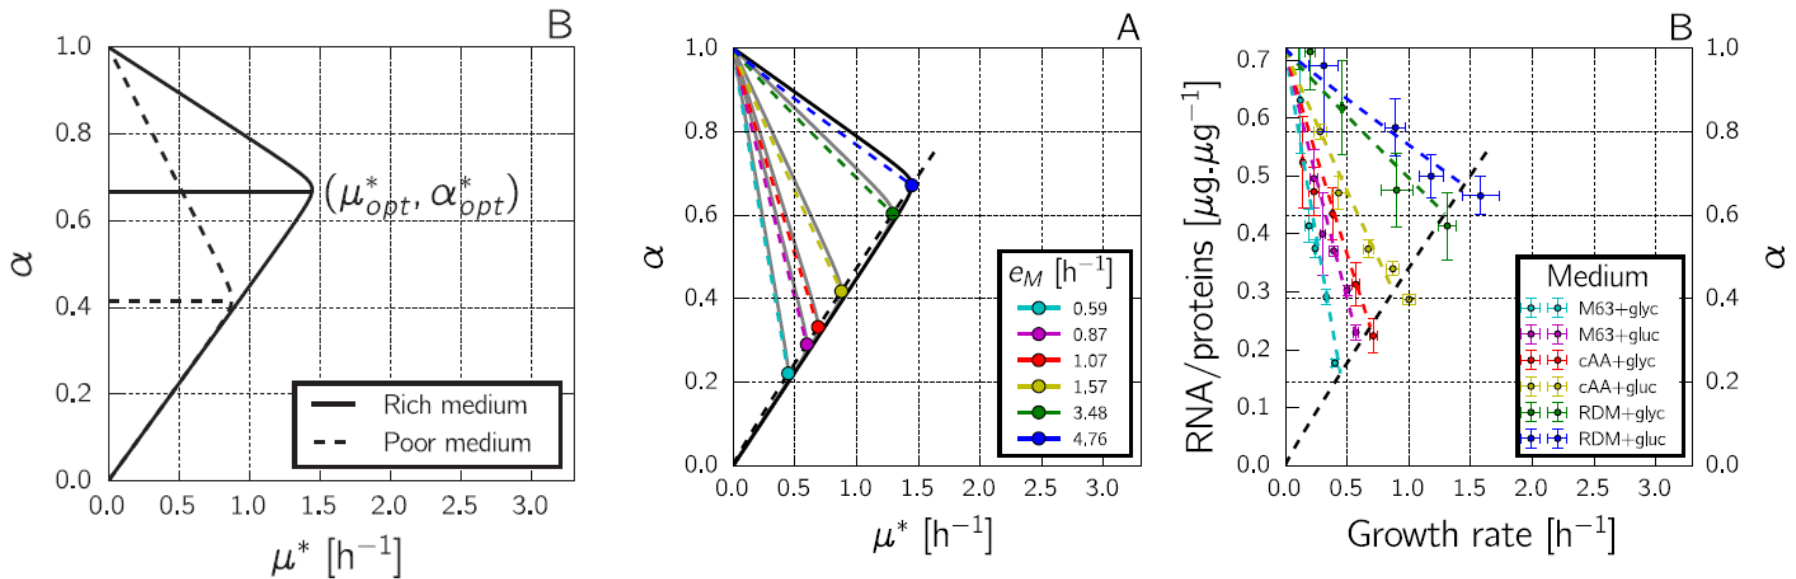 B
1.0
0.8
0.6
0.4
0.2
0.0
α
(μ*opt, α*opt)
Rich medium
Poor medium
0.0 0.5 1.0 1.5 2.0 2.5 3.0
μ* [h−1]
A
1.0
0.8
0.6
0.4
0.2
0.0
α
eM [h−1]
0.59
0.87
1.07
1.57
3.48
4.76
0.0 0.5 1.0 1.5 2.0 2.5 3.0
μ* [h−1]
B
0.7
0.6
0.5
0.4
0.3
0.2
0.1
0.0
RNA/proteins [μg.μg−1]
1.0
0.8
0.6
0.4
0.2
0.0
α
Medium
M63+glyc
M63+gluc
cAA+glyc
cAA+gluc
RDM+glyc
RDM+gluc
0.0 0.5 1.0 1.5 2.0 2.5 3.0
Growth rate [h−1]